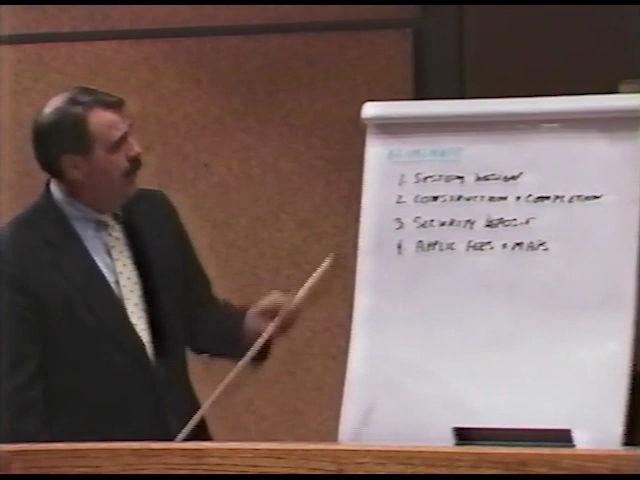 1. SYSTEM DESIGN
2. CONSTRUCTION & COMPLETION
3. SECURITY DEPOSIT
4. APPLIC FEES & MAPS